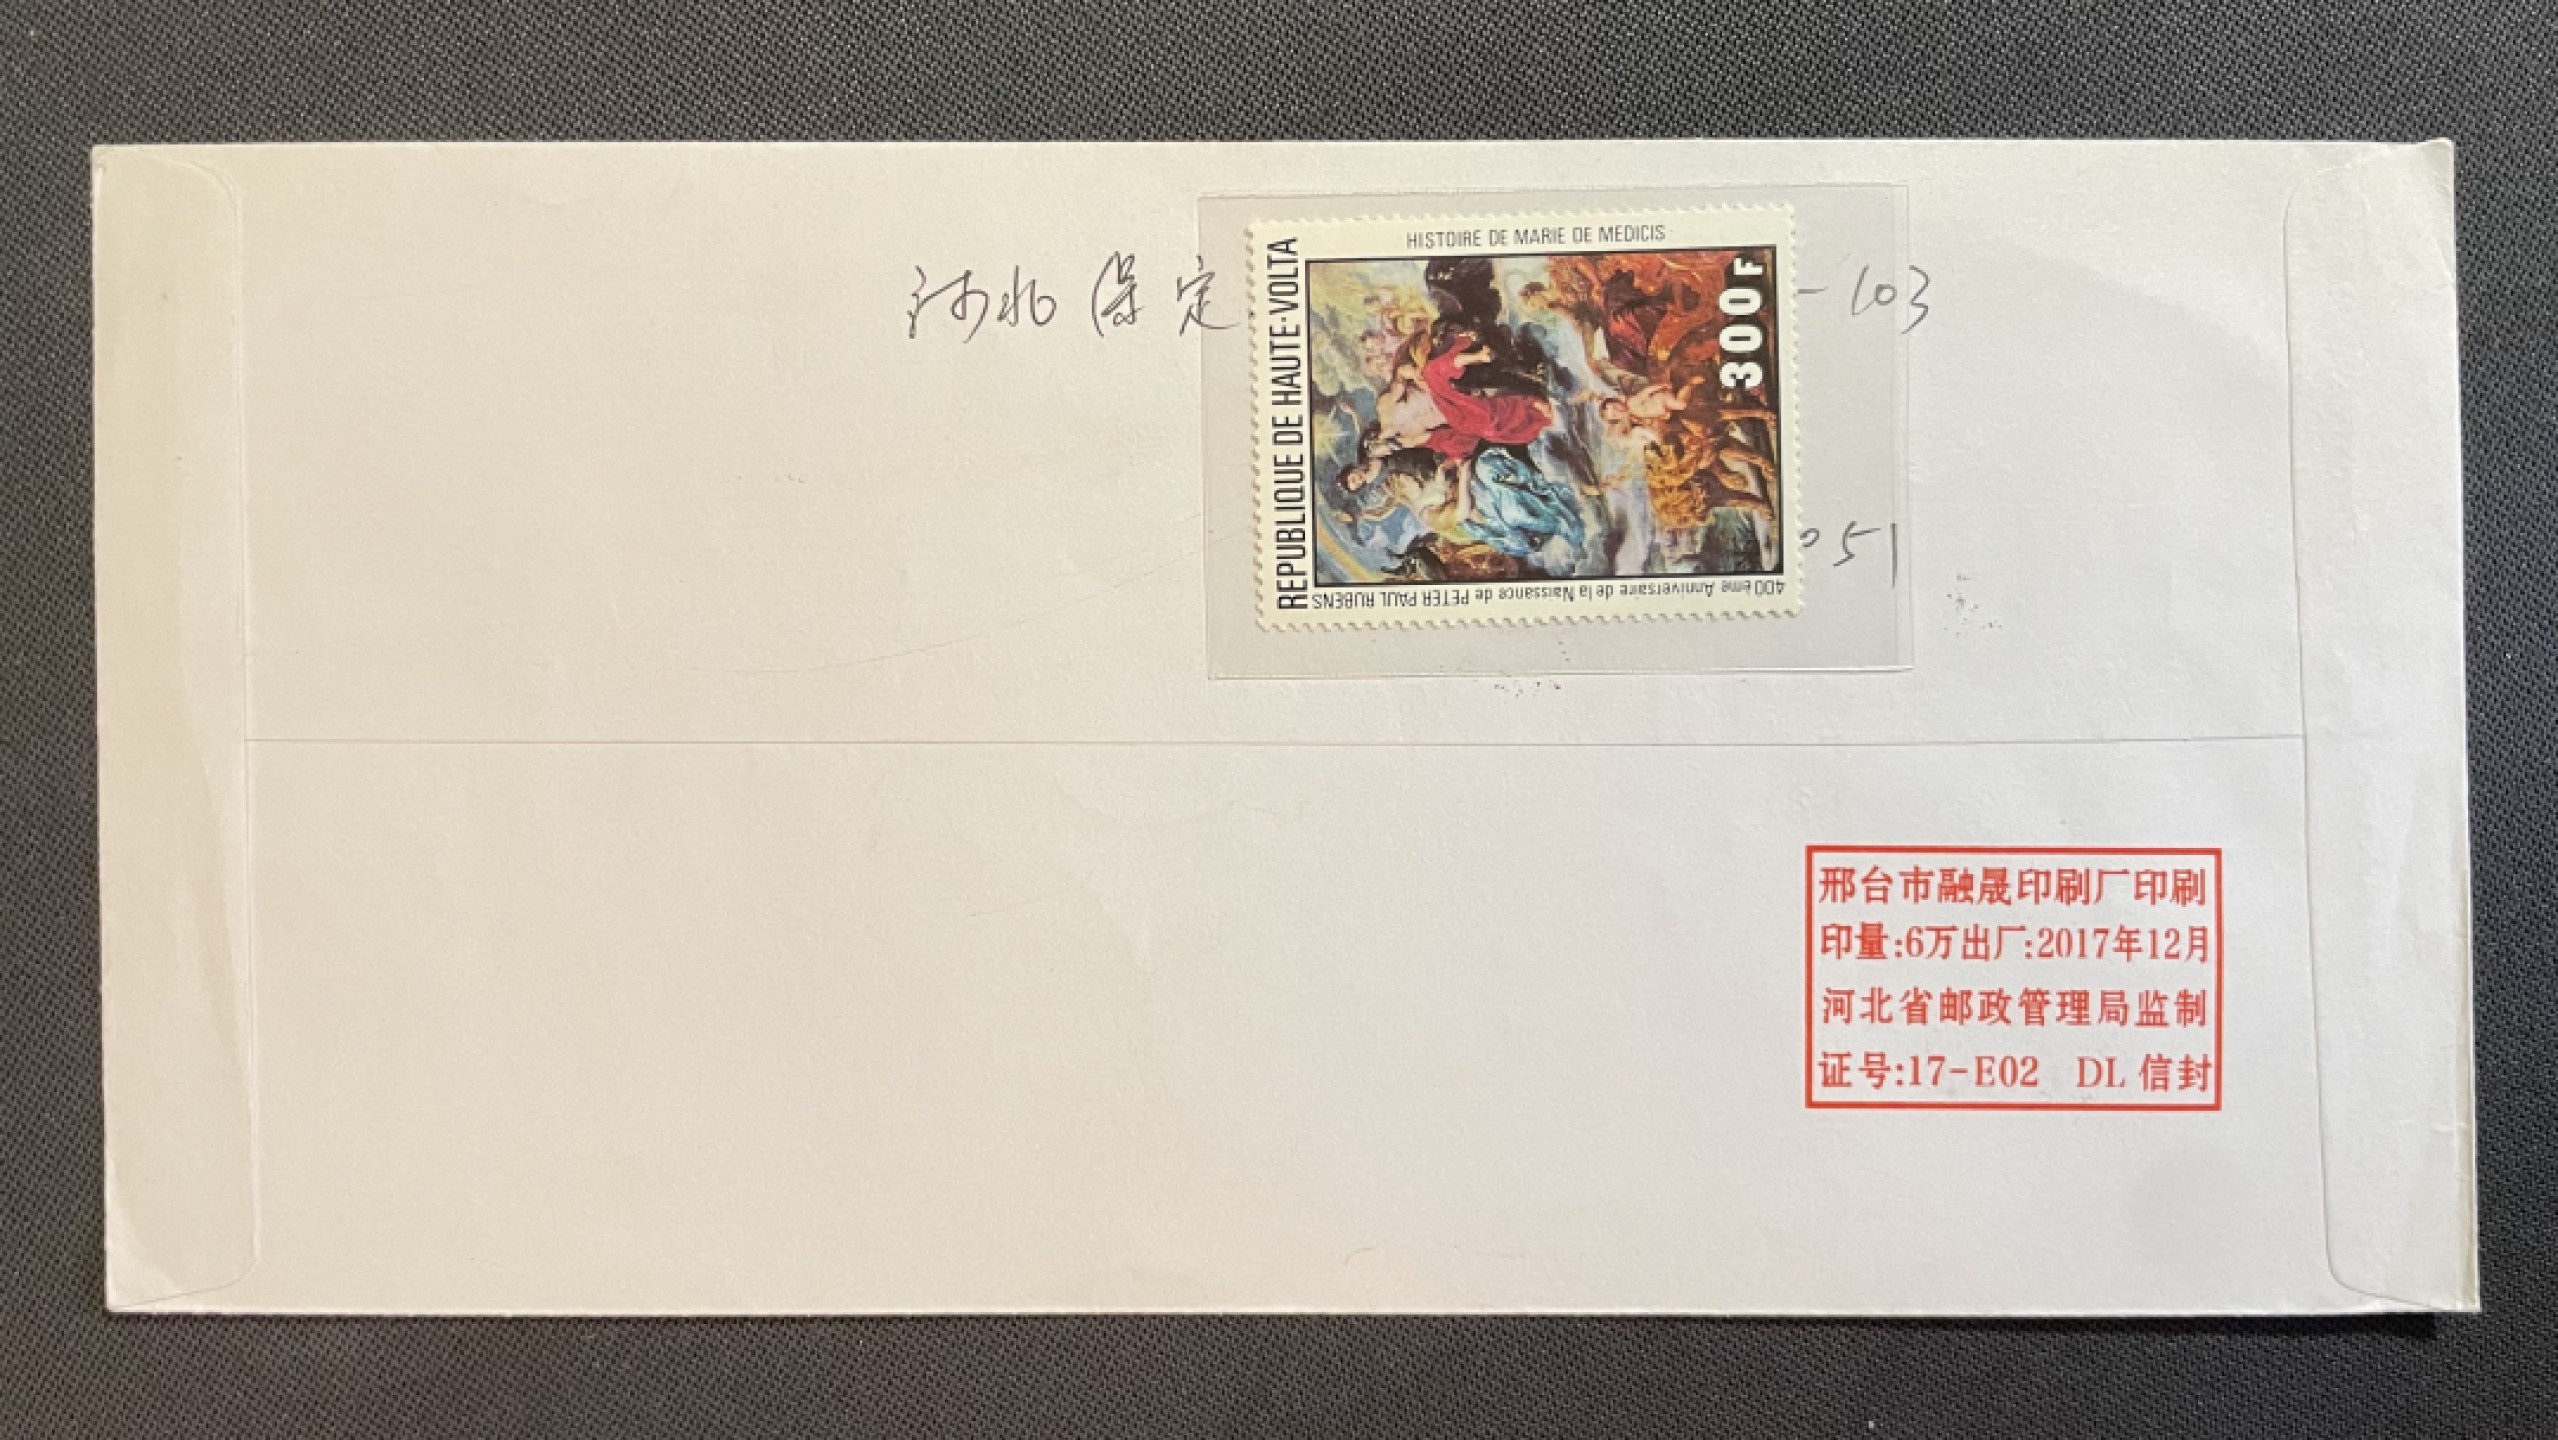 河北保定
-103
051
HISTOIRE DE MARIE DE MEDICIS
REPUBLIQUE DE HAUTE-VOLTA
300F
400ème Anniversaire de la Naissance de PETER PAUL RUBENS
邢台市融晟印刷厂印刷
印量:6万出厂:2017年12月
河北省邮政管理局监制
证号:17-E02 DL 信封